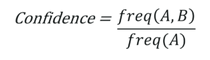 Confidence = freq(A, B) / freq(A)